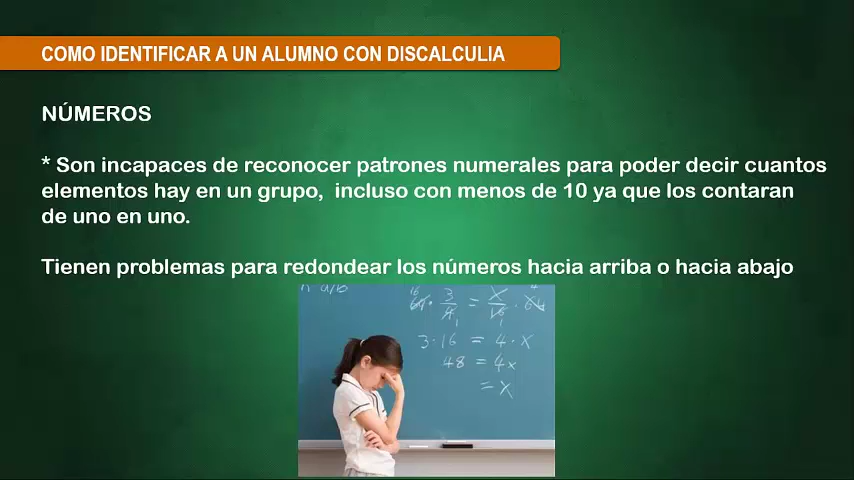 COMO IDENTIFICAR A UN ALUMNO CON DISCALCULIA
NÚMEROS
* Son incapaces de reconocer patrones numerales para poder decir cuantos
elementos hay en un grupo, incluso con menos de 10 ya que los contaran
de uno en uno.
Tienen problemas para redondear los números hacia arriba o hacia abajo
3·16 = 4·x
48 = 4x
= x